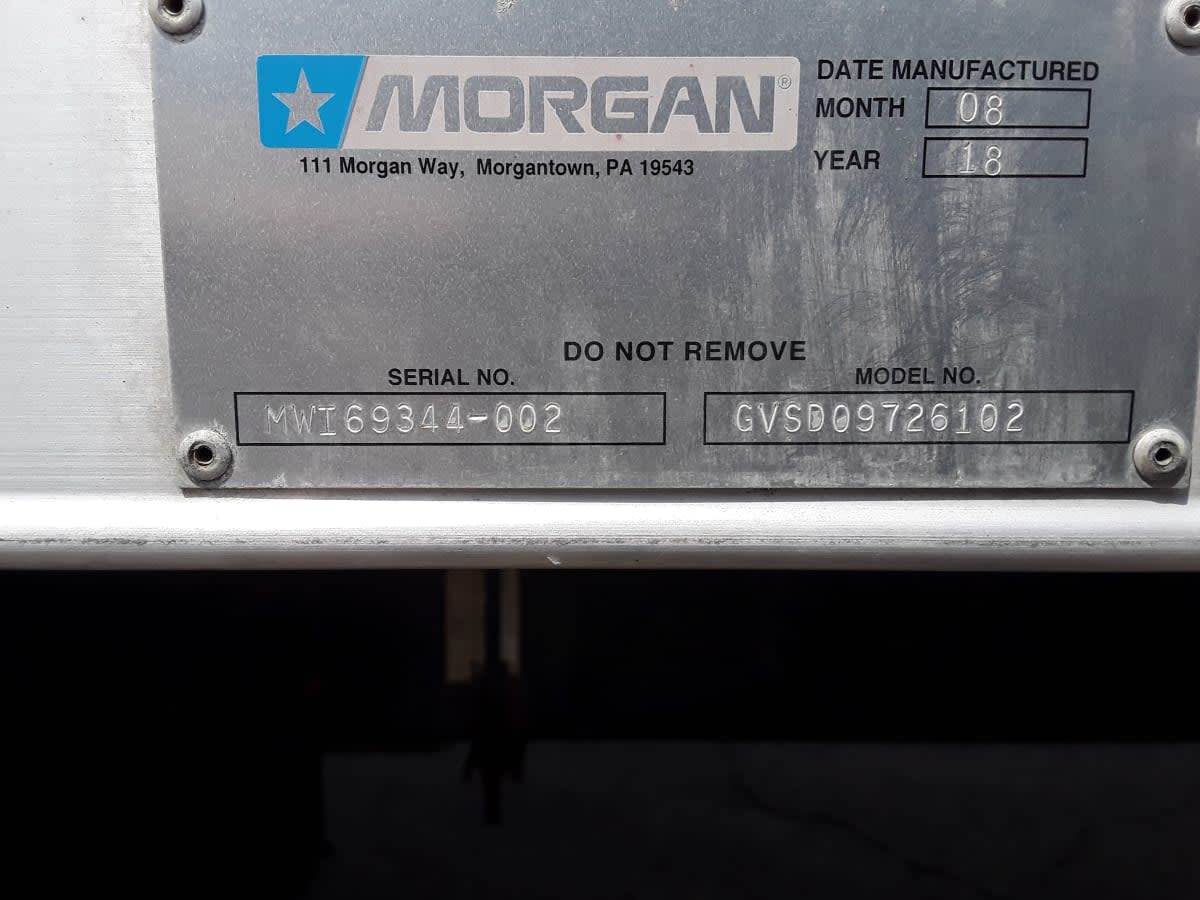 MORGAN®
111 Morgan Way, Morgantown, PA 19543
DATE MANUFACTURED
MONTH 08
YEAR 18
DO NOT REMOVE
SERIAL NO.
MWI69344-002
MODEL NO.
GVSD09726102